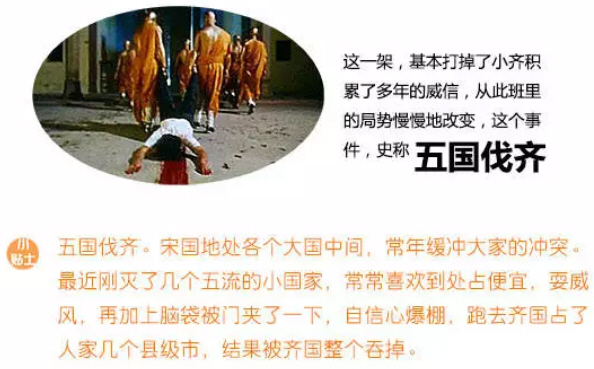 这一架，基本打掉了小齐积
累了多年的威信，从此班里
的局势慢慢地改变，这个事
件，史称 五国伐齐
小
贴士
五国伐齐。宋国地处各个大国中间，常年缓冲大家的冲突。
最近刚灭了几个五流的小国家，常常喜欢到处占便宜，耍威
风，再加上脑袋被门夹了一下，自信心爆棚，跑去齐国占了
人家几个县级市，结果被齐国整个吞掉。